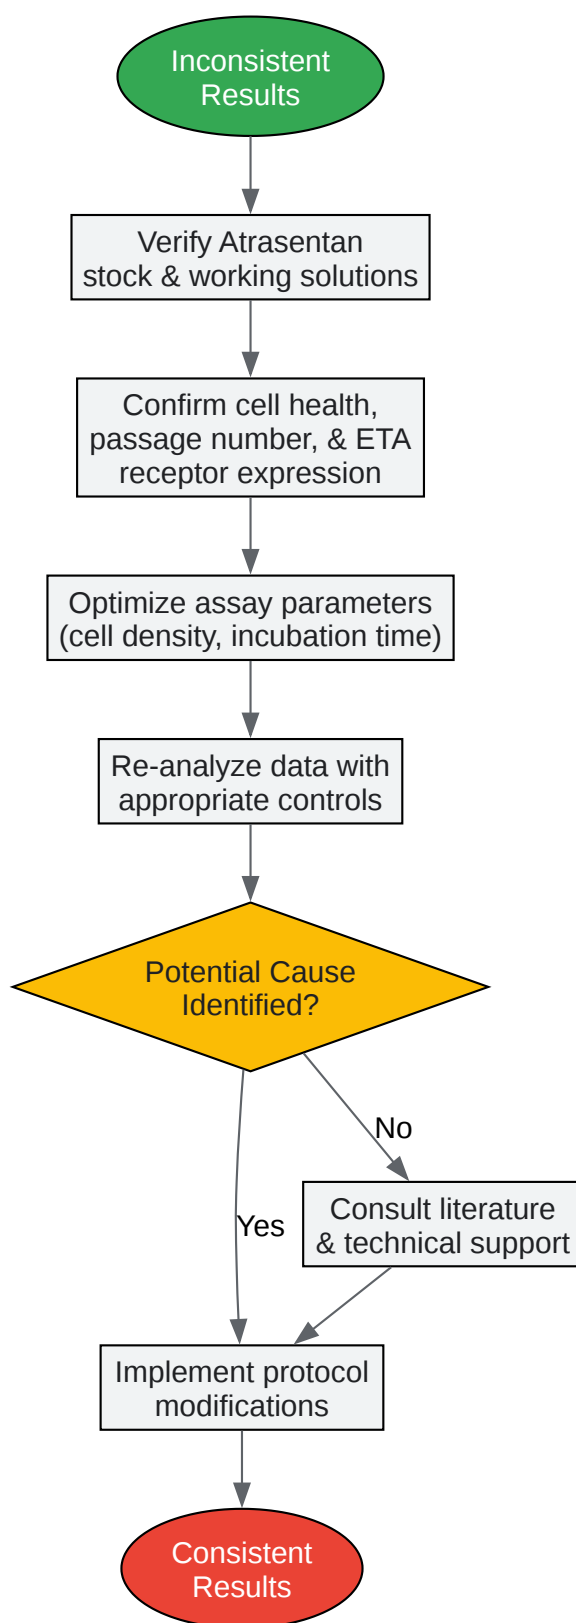 Inconsistent
Results
Verify Atrasentan
stock & working solutions
Confirm cell health,
passage number, & ETA
receptor expression
Optimize assay parameters
(cell density, incubation time)
Re-analyze data with
appropriate controls
Potential Cause
Identified?
No
Consult literature
& technical support
Yes
Implement protocol
modifications
Consistent
Results